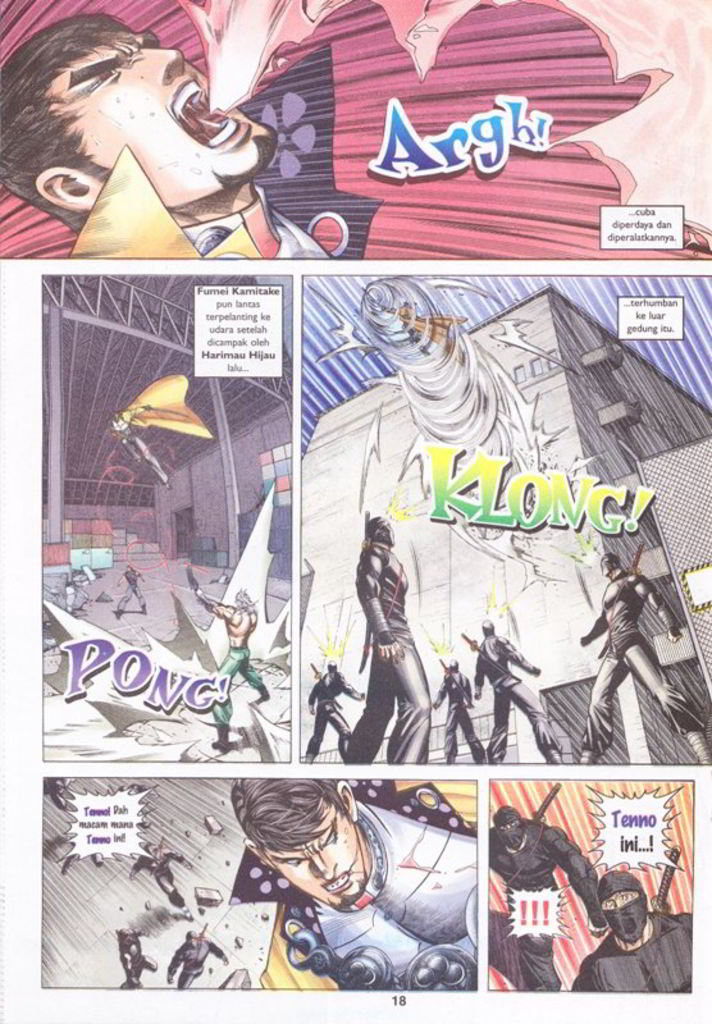 Argh!
...cuba
diperdaya dan
diperalatkannya.
Fumei Kamitake
pun lantas
terpelanting ke
udara setelah
dicampak oleh
Harimau Hijau
lalu...
...terhumban
ke luar
gedung itu.
KLONG!
PONG!
Tenno! Dah
macam mana
Tenno ini!
Tenno
ini...!
!!!
18